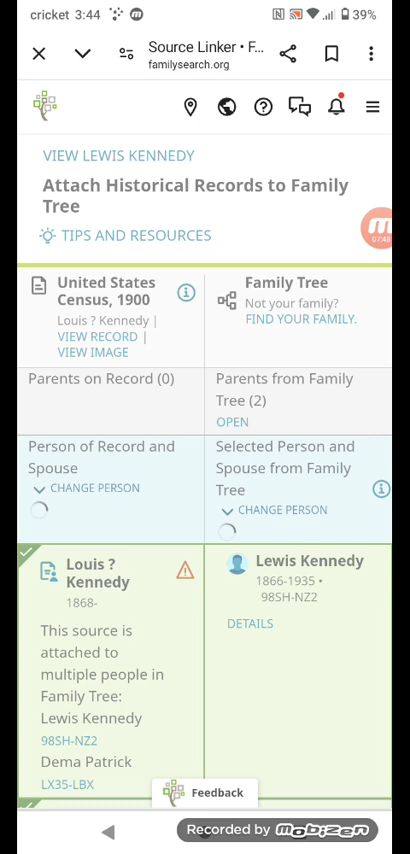 cricket 3:44
39%
Source Linker • F...
familysearch.org
VIEW LEWIS KENNEDY
Attach Historical Records to Family
Tree
TIPS AND RESOURCES
07:48
United States
Census, 1900
Louis ? Kennedy |
VIEW RECORD |
VIEW IMAGE
Family Tree
Not your family?
FIND YOUR FAMILY.
Parents on Record (0)
Parents from Family
Tree (2)
OPEN
Person of Record and
Spouse
CHANGE PERSON
Selected Person and
Spouse from Family
Tree
CHANGE PERSON
Louis ?
Kennedy
1868-
This source is
attached to
multiple people in
Family Tree:
Lewis Kennedy
98SH-NZ2
Dema Patrick
LX35-LBX
Lewis Kennedy
1866-1935 •
98SH-NZ2
DETAILS
Feedback
Recorded by mobizen